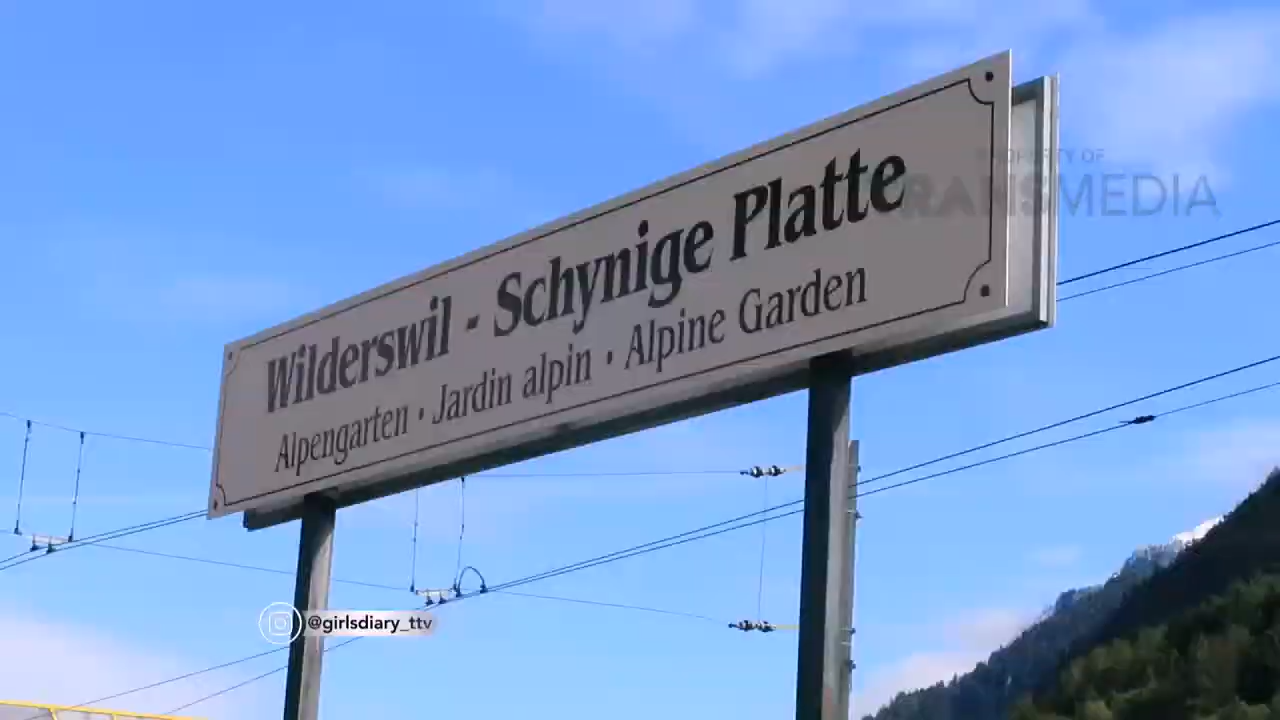 PROPERTY OF
TRANSMEDIA
Wilderswil - Schynige Platte
Alpengarten • Jardin alpin • Alpine Garden
@girlsdiary_ttv